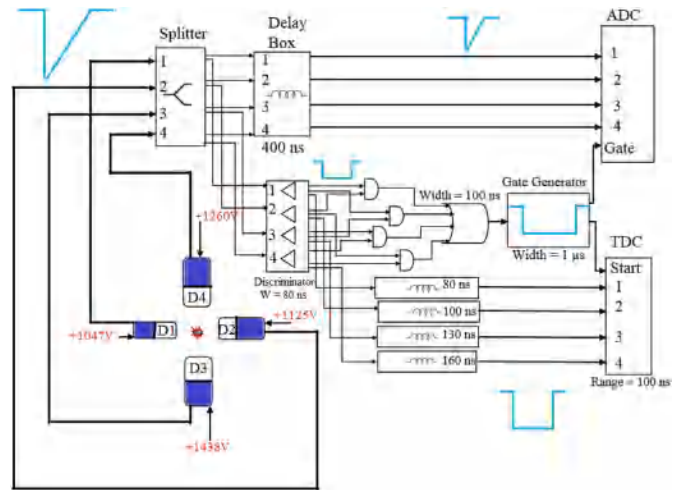 Splitter
1
2
3
4
Delay
Box
1
2
3
4
400 ns
ADC
1
2
3
4
Gate
1
2
3
4
Discriminator
W = 80 ns
Width = 100 ns
Gate Generator
Width = 1 µs
80 ns
100 ns
130 ns
160 ns
TDC
Start
1
2
3
4
Range = 100 ns
+1260V
D4
+1047V
D1
D2
+1125V
D3
+1438V